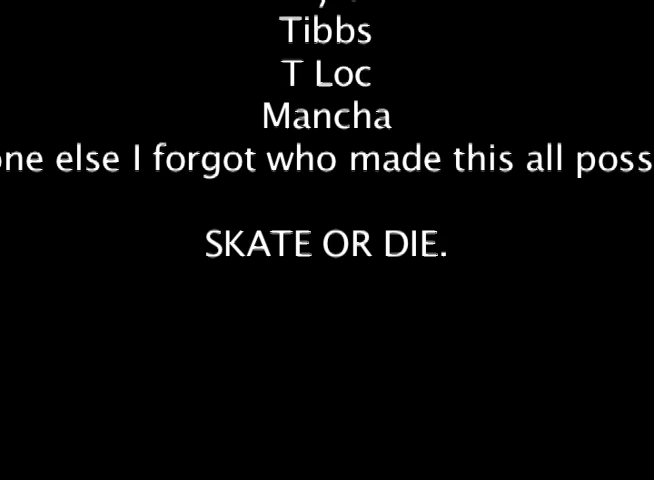 Tibbs
T Loc
Mancha
one else I forgot who made this all poss
SKATE OR DIE.